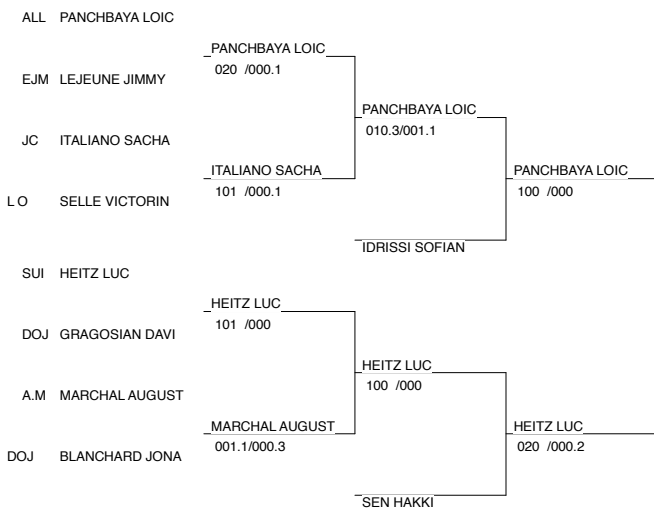 ALL PANCHBAYA LOIC
PANCHBAYA LOIC
020 /000.1
EJM LEJEUNE JIMMY
PANCHBAYA LOIC
010.3/001.1
JC ITALIANO SACHA
ITALIANO SACHA
101 /000.1
PANCHBAYA LOIC
100 /000
L O SELLE VICTORIN
IDRISSI SOFIAN
SUI HEITZ LUC
HEITZ LUC
101 /000
DOJ GRAGOSIAN DAVI
HEITZ LUC
100 /000
A.M MARCHAL AUGUST
MARCHAL AUGUST
001.1/000.3
HEITZ LUC
020 /000.2
DOJ BLANCHARD JONA
SEN HAKKI